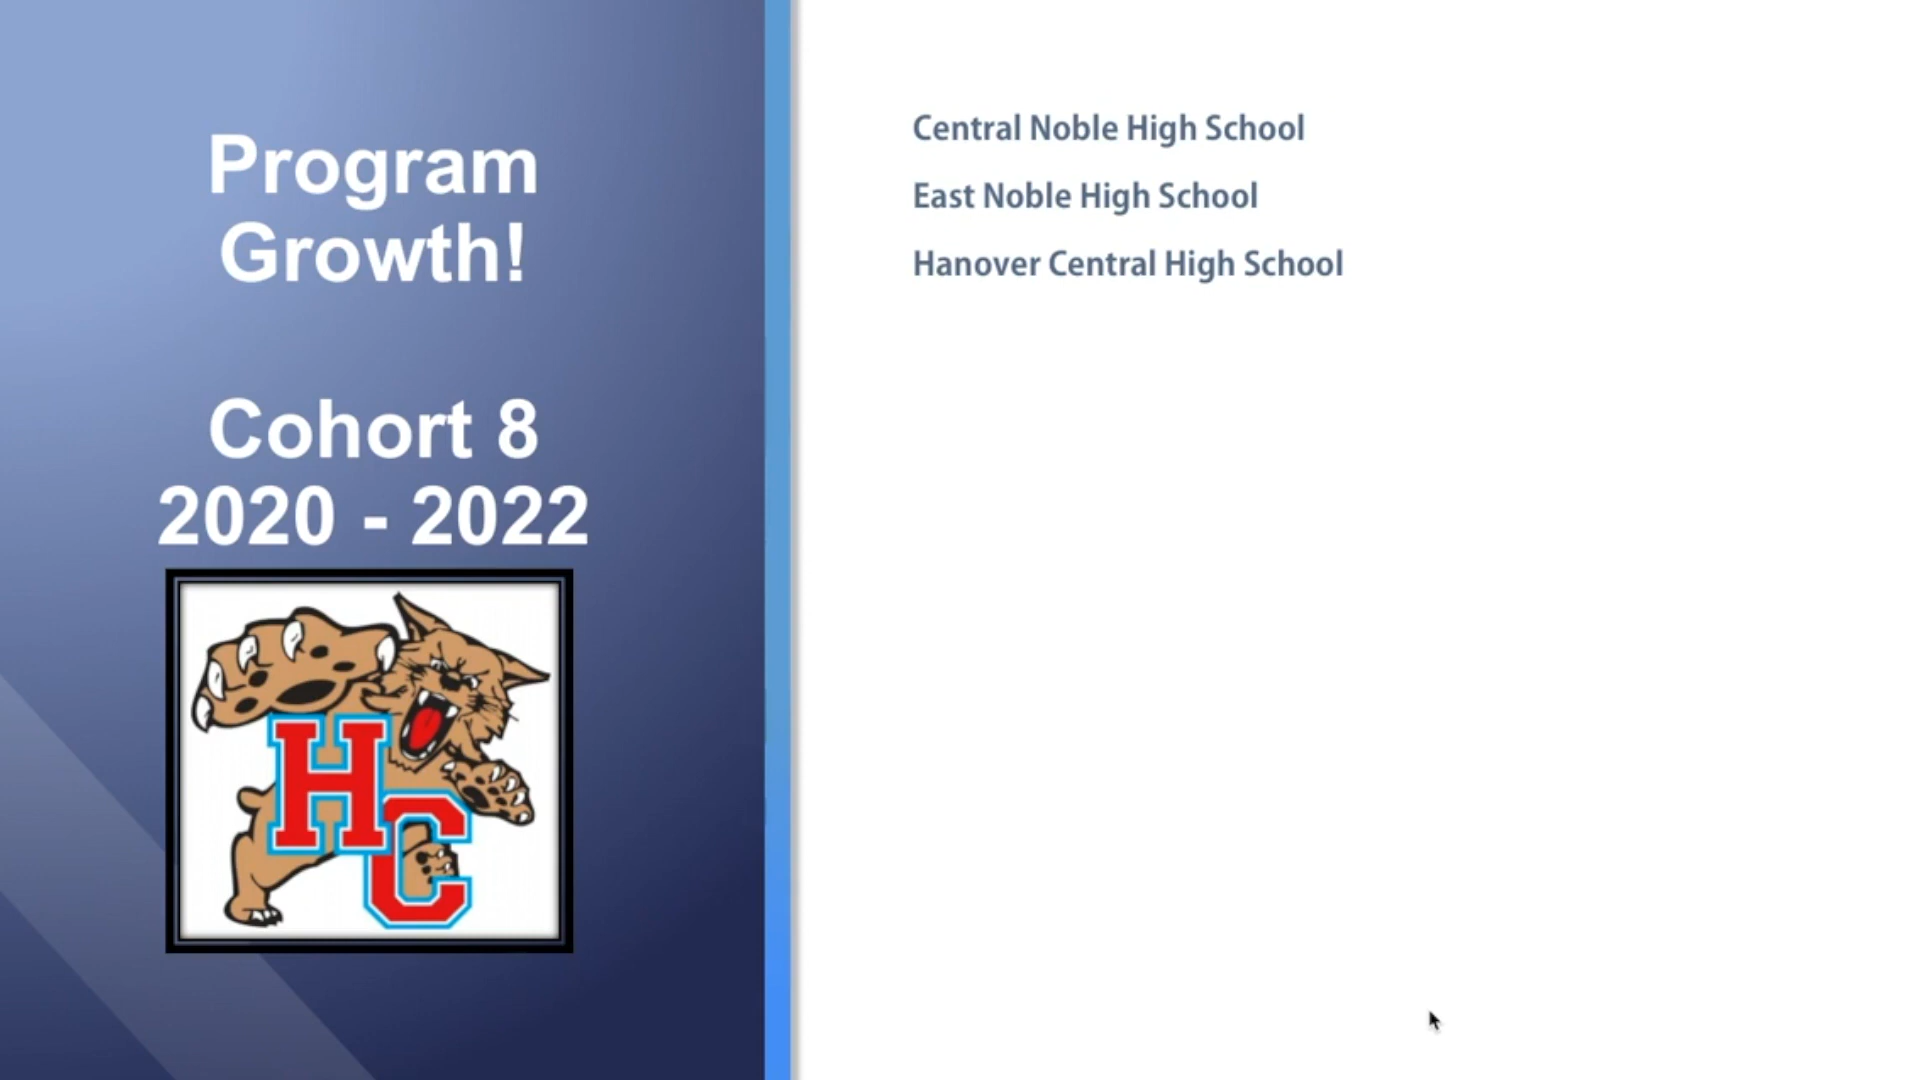 Program
Growth!
Cohort 8
2020 - 2022
HC
Central Noble High School
East Noble High School
Hanover Central High School